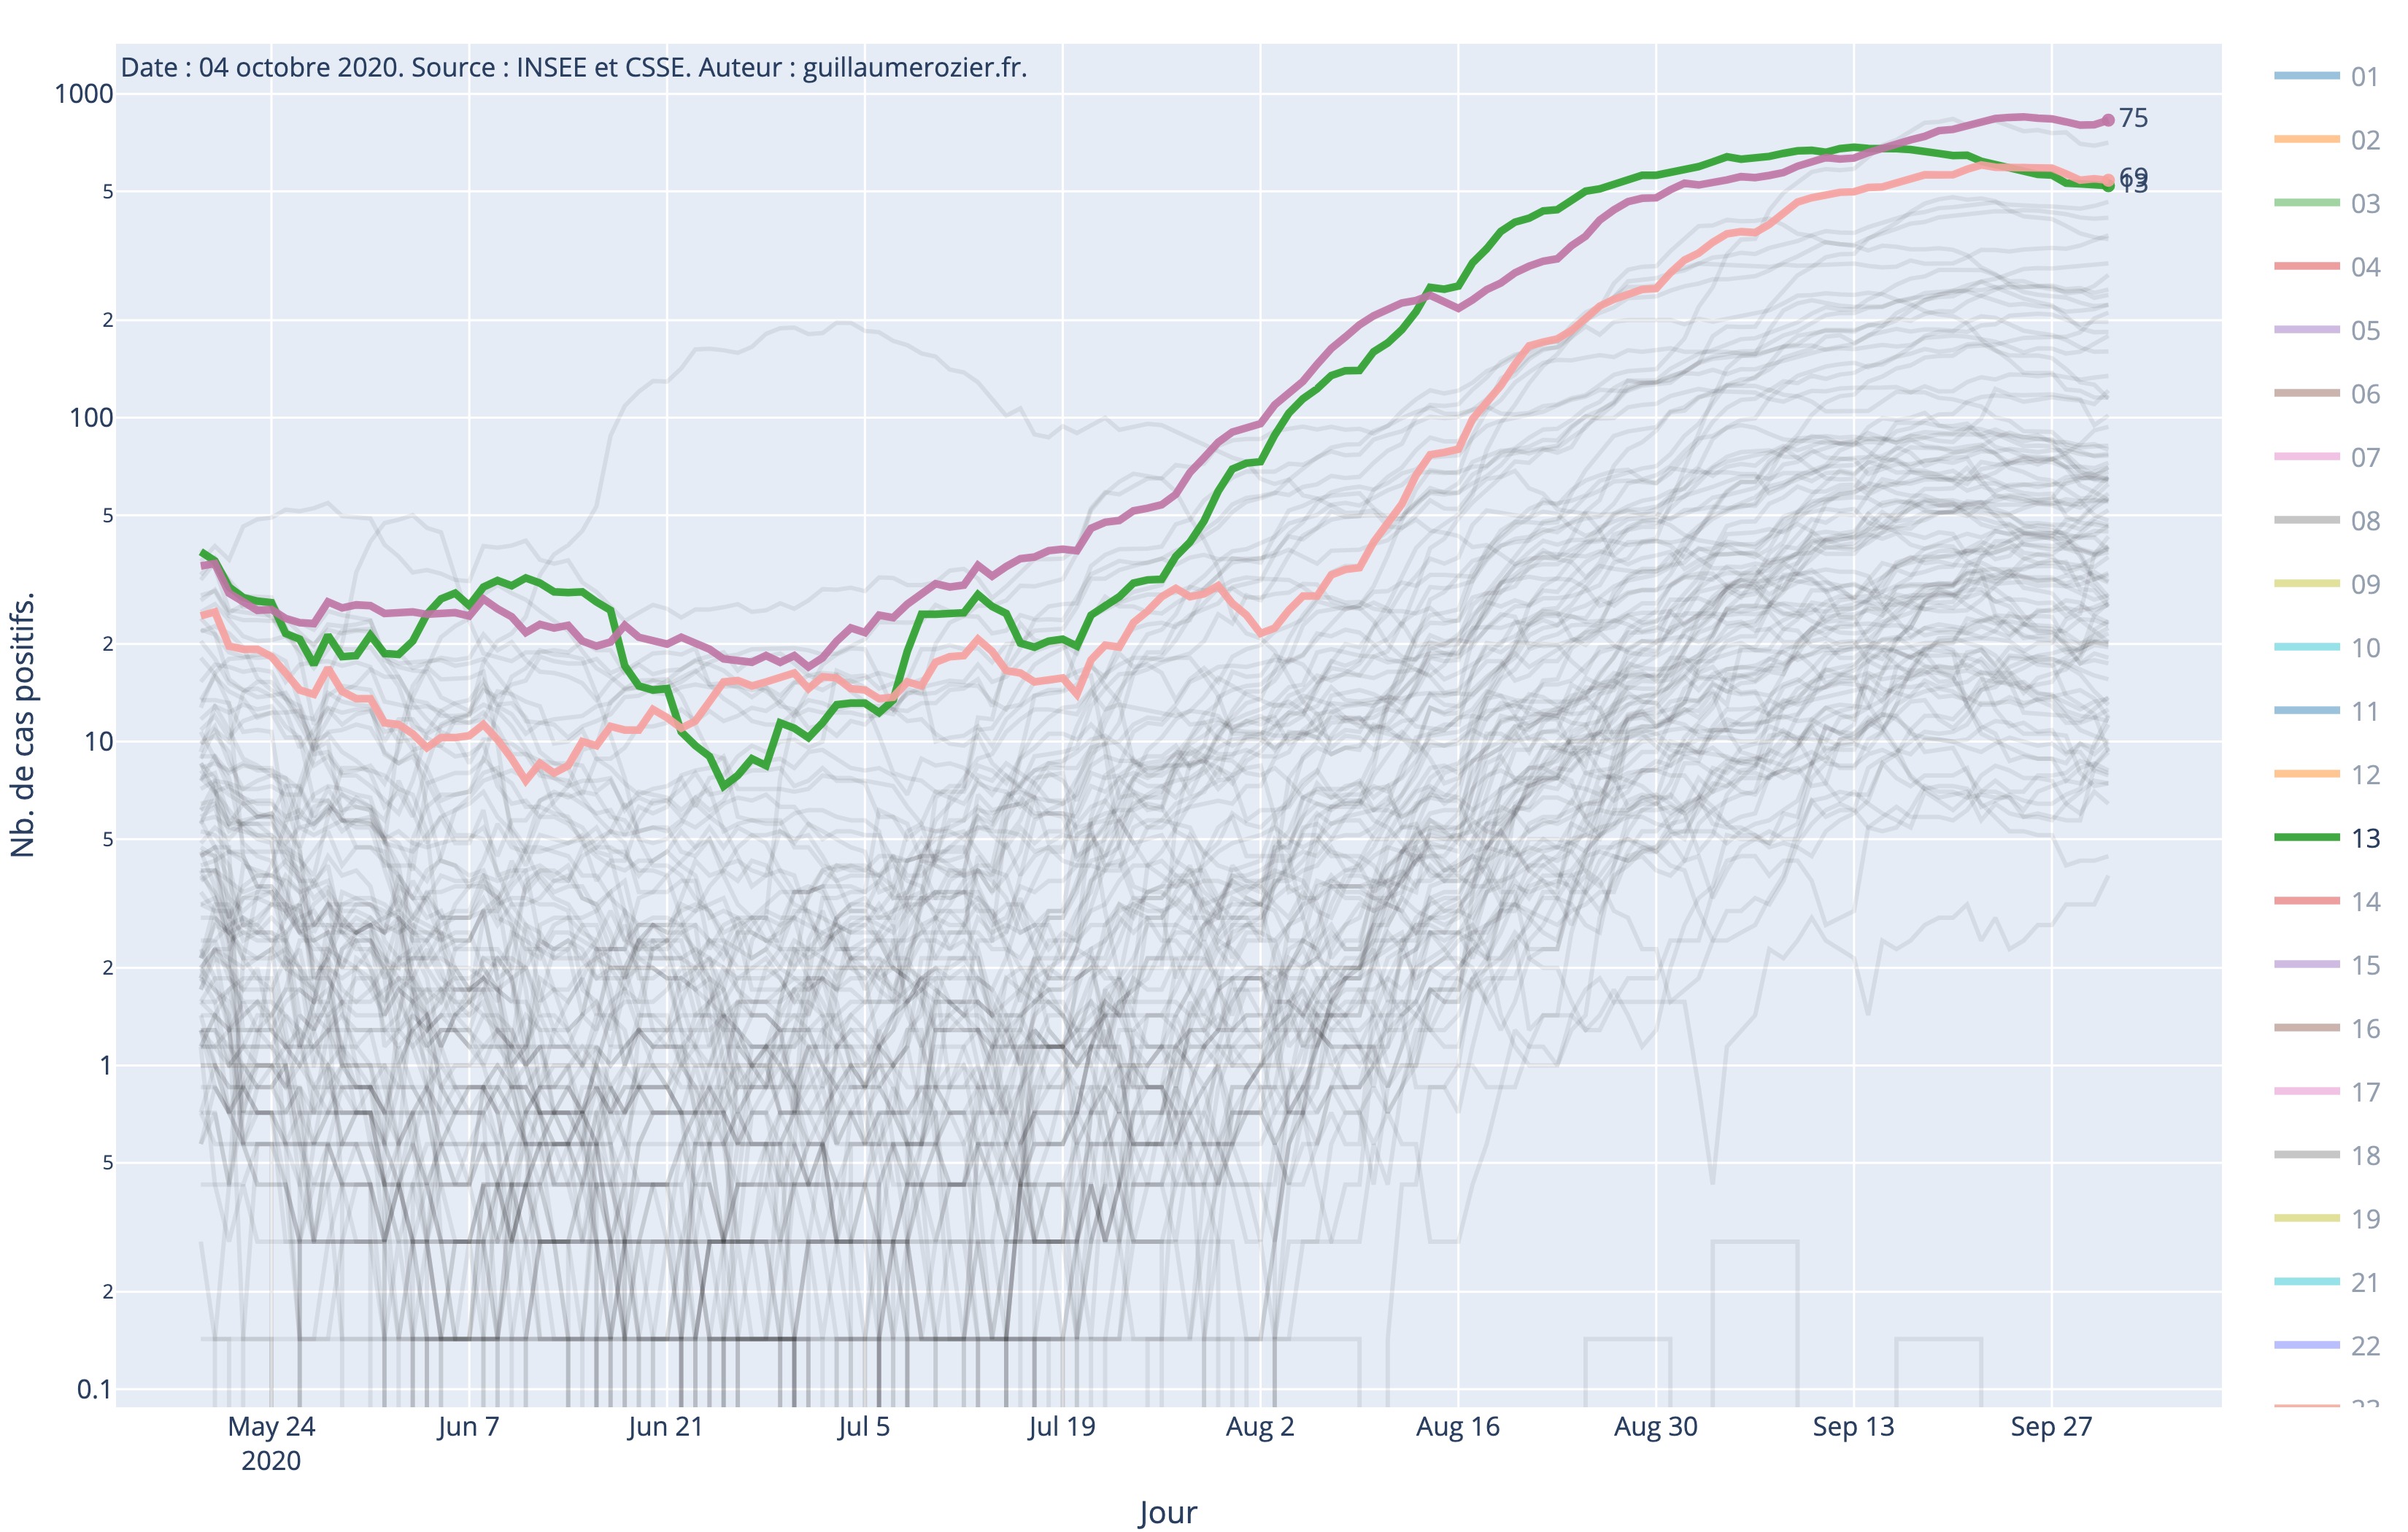 Date : 04 octobre 2020. Source : INSEE et CSSE. Auteur : guillaumerozier.fr.
1000
5
2
100
5
2
10
5
2
1
5
2
0.1
Nb. de cas positifs.
75
69
13
May 24
2020
Jun 7
Jun 21
Jul 5
Jul 19
Aug 2
Aug 16
Aug 30
Sep 13
Sep 27
Jour
01
02
03
04
05
06
07
08
09
10
11
12
13
14
15
16
17
18
19
21
22